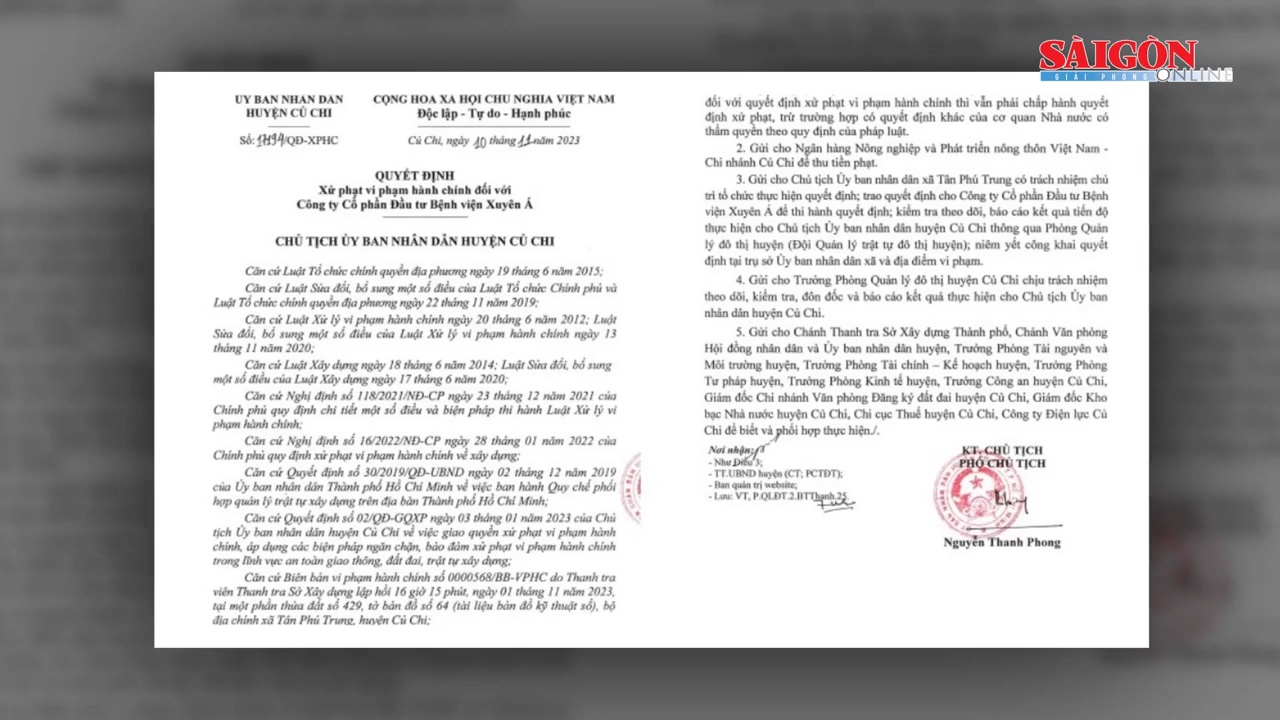 SÀIGÒN
GIẢI PHÓNG ONLINE
ỦY BAN NHÂN DÂN
HUYỆN CỦ CHI
CỘNG HÒA XÃ HỘI CHỦ NGHĨA VIỆT NAM
Độc lập - Tự do - Hạnh phúc
Số: /QĐ-XPHC
Củ Chi, ngày 10 tháng 11 năm 2023
QUYẾT ĐỊNH
Xử phạt vi phạm hành chính đối với
Công ty Cổ phần Đầu tư Bệnh viện Xuyên Á
CHỦ TỊCH ỦY BAN NHÂN DÂN HUYỆN CỦ CHI
Căn cứ Luật Tổ chức chính quyền địa phương ngày 19 tháng 6 năm 2015;
Căn cứ Luật Sửa đổi, bổ sung một số điều của Luật Tổ chức Chính phủ và
Luật Tổ chức chính quyền địa phương ngày 22 tháng 11 năm 2019;
Căn cứ Luật Xử lý vi phạm hành chính ngày 20 tháng 6 năm 2012; Luật
Sửa đổi, bổ sung một số điều của Luật Xử lý vi phạm hành chính ngày 13
tháng 11 năm 2020;
Căn cứ Luật Xây dựng ngày 18 tháng 6 năm 2014; Luật Sửa đổi, bổ sung
một số điều của Luật Xây dựng ngày 17 tháng 6 năm 2020;
Căn cứ Nghị định số 118/2021/NĐ-CP ngày 23 tháng 12 năm 2021 của
Chính phủ quy định chi tiết một số điều và biện pháp thi hành Luật Xử lý vi
phạm hành chính;
Căn cứ Nghị định số 16/2022/NĐ-CP ngày 28 tháng 01 năm 2022 của
Chính phủ quy định xử phạt vi phạm hành chính về xây dựng;
Căn cứ Quyết định số 30/2019/QĐ-UBND ngày 02 tháng 12 năm 2019
của Ủy ban nhân dân Thành phố Hồ Chí Minh về việc ban hành Quy chế phối
hợp quản lý trật tự xây dựng trên địa bàn Thành phố Hồ Chí Minh;
Căn cứ Quyết định số 02/QĐ-GQXP ngày 03 tháng 01 năm 2023 của Chủ
tịch Ủy ban nhân dân huyện Củ Chi về việc giao quyền xử phạt vi phạm hành
chính, áp dụng các biện pháp ngăn chặn, bảo đảm xử phạt vi phạm hành chính
trong lĩnh vực an toàn giao thông, đất đai, trật tự xây dựng;
Căn cứ Biên bản vi phạm hành chính số 0000568/BB-VPHC do Thanh tra
viên Thanh tra Sở Xây dựng lập hồi 16 giờ 15 phút, ngày 01 tháng 11 năm 2023,
tại một phần thửa đất số 429, tờ bản đồ số 64 (tài liệu bản đồ kỹ thuật số), bộ
địa chính xã Tân Phú Trung, huyện Củ Chi;
đối với quyết định xử phạt vi phạm hành chính thì vẫn phải chấp hành quyết
định xử phạt, trừ trường hợp có quyết định khác của cơ quan Nhà nước có
thẩm quyền theo quy định của pháp luật.
2. Gửi cho Ngân hàng Nông nghiệp và Phát triển nông thôn Việt Nam -
Chi nhánh Củ Chi để thu tiền phạt.
3. Gửi cho Chủ tịch Ủy ban nhân dân xã Tân Phú Trung có trách nhiệm chủ
trì tổ chức thực hiện quyết định; trao quyết định cho Công ty Cổ phần Đầu tư Bệnh
viện Xuyên Á để thi hành quyết định; kiểm tra theo dõi, báo cáo kết quả tiến độ
thực hiện cho Chủ tịch Ủy ban nhân dân huyện Củ Chi thông qua Phòng Quản
lý đô thị huyện (Đội Quản lý trật tự đô thị huyện); niêm yết công khai quyết
định tại trụ sở Ủy ban nhân dân xã và địa điểm vi phạm.
4. Gửi cho Trưởng Phòng Quản lý đô thị huyện Củ Chi chịu trách nhiệm
theo dõi, kiểm tra, đôn đốc và báo cáo kết quả thực hiện cho Chủ tịch Ủy ban
nhân dân huyện Củ Chi.
5. Gửi cho Chánh Thanh tra Sở Xây dựng Thành phố, Chánh Văn phòng
Hội đồng nhân dân và Ủy ban nhân dân huyện, Trưởng Phòng Tài nguyên và
Môi trường huyện, Trưởng Phòng Tài chính – Kế hoạch huyện, Trưởng Phòng
Tư pháp huyện, Trưởng Phòng Kinh tế huyện, Trưởng Công an huyện Củ Chi,
Giám đốc Chi nhánh Văn phòng Đăng ký đất đai huyện Củ Chi, Giám đốc Kho
bạc Nhà nước huyện Củ Chi, Chi cục Thuế huyện Củ Chi, Công ty Điện lực Củ
Chi để biết và phối hợp thực hiện./.
Nơi nhận:
- Như Điều 3;
- TT.UBND huyện (CT; PCTĐT);
- Ban quản trị website;
- Lưu: VT, P.QLĐT.2.BTThanh.25.
KT. CHỦ TỊCH
PHÓ CHỦ TỊCH
Nguyễn Thanh Phong